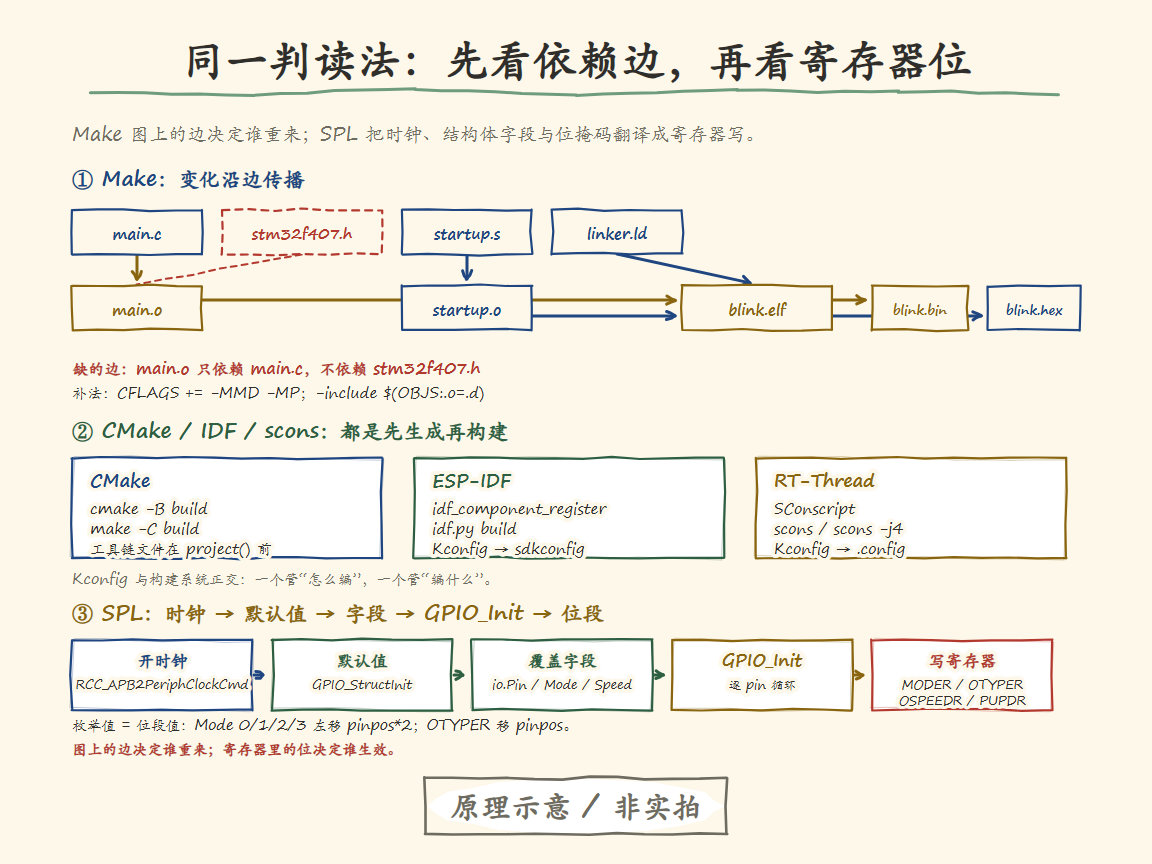 同一判读法：先看依赖边，再看寄存器位
Make 图上的边决定谁重来；SPL 把时钟、结构体字段与位掩码翻译成寄存器写。
① Make：变化沿边传播
main.c
stm32f407.h
startup.s
linker.ld
main.o
startup.o
blink.elf
blink.bin
blink.hex
缺的边：main.o 只依赖 main.c，不依赖 stm32f407.h
补法：CFLAGS += -MMD -MP；-include $(OBJS:.o=.d)
② CMake / IDF / scons：都是先生成再构建
CMake
cmake -B build
make -C build
工具链文件在 project() 前
ESP-IDF
idf_component_register
idf.py build
Kconfig → sdkconfig
RT-Thread
SConscript
scons / scons -j4
Kconfig → .config
Kconfig 与构建系统正交：一个管“怎么编”，一个管“编什么”。
③ SPL：时钟 → 默认值 → 字段 → GPIO_Init → 位段
开时钟
RCC_APB2PeriphClockCmd
默认值
GPIO_StructInit
覆盖字段
io.Pin / Mode / Speed
GPIO_Init
逐 pin 循环
写寄存器
MODER / OTYPER
OSPEEDR / PUPDR
枚举值 = 位段值：Mode 0/1/2/3 左移 pinpos*2；OTYPER 移 pinpos。
图上的边决定谁重来；寄存器里的位决定谁生效。
原理示意 / 非实拍